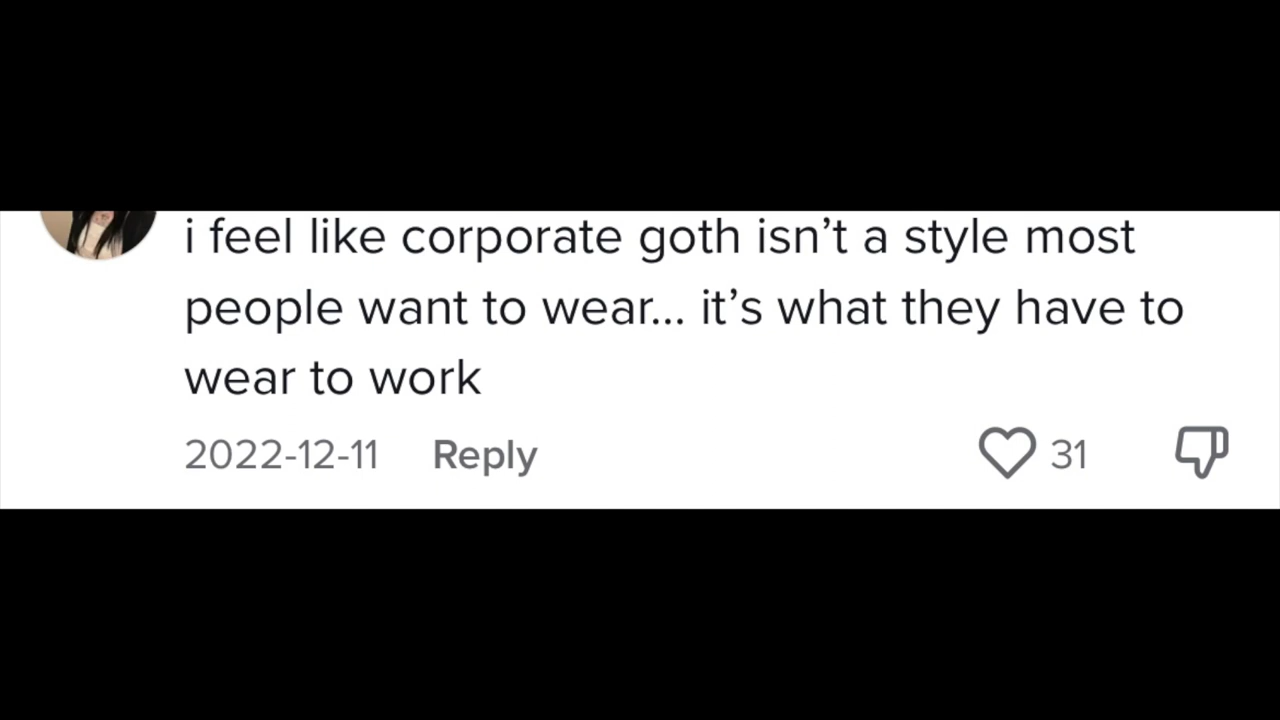 i feel like corporate goth isn’t a style most
people want to wear... it’s what they have to
wear to work
2022-12-11 Reply 31